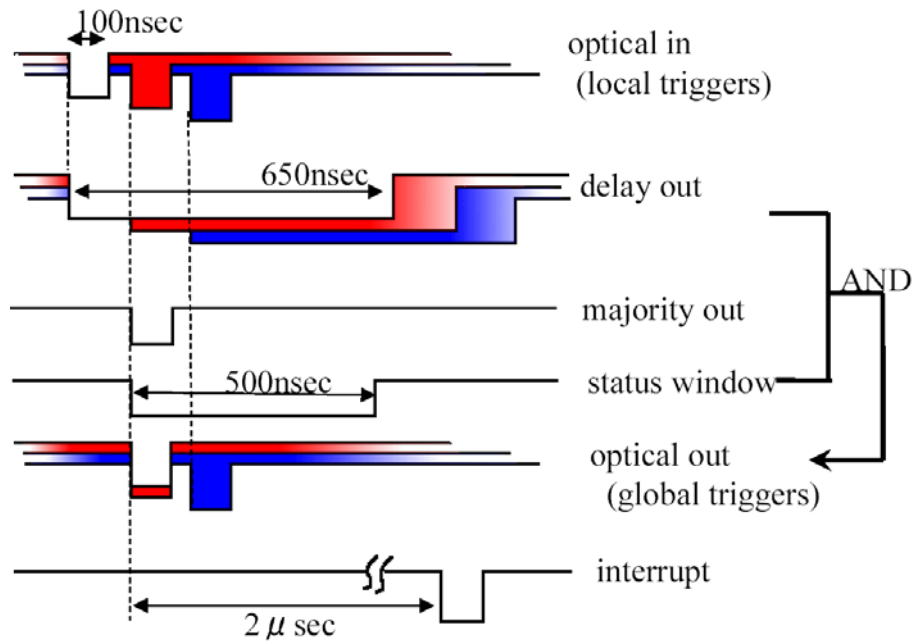 100nsec
optical in
(local triggers)
650nsec
delay out
AND
majority out
500nsec
status window
optical out
(global triggers)
interrupt
2 μ sec